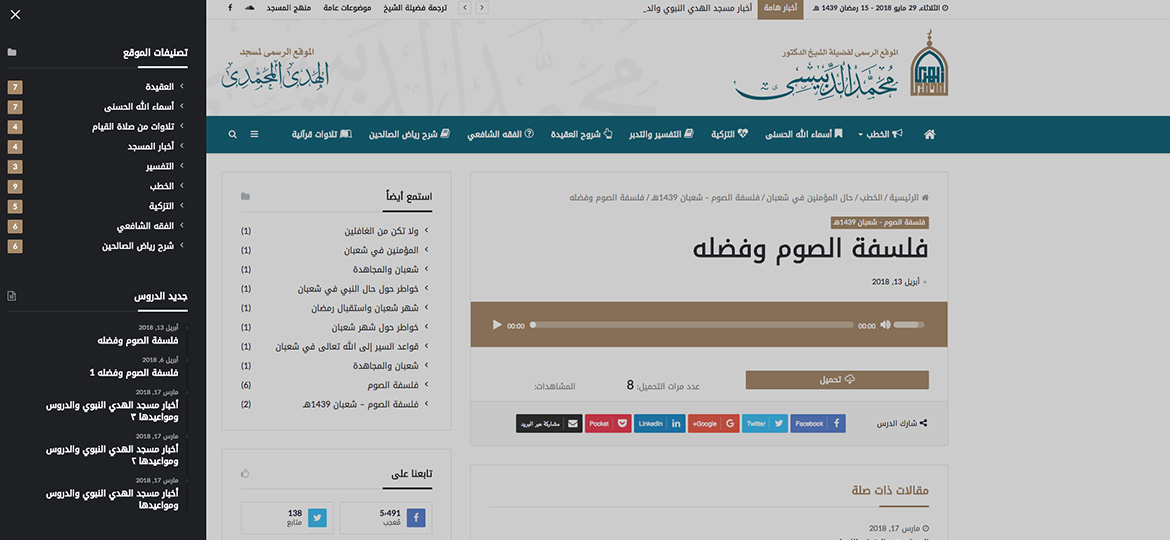 الثلاثاء, 29 مايو 2018 - 15 رمضان 1439 هـ
أخبار هامة
أخبار مسجد الهدي النبوي والد_
ترجمة فضيلة الشيخ
موضوعات عامة
منهج المسجد
الموقع الرسمى لفضيلة الشيخ الدكتور
محمد الدبيسى
الموقع الرسمى لمسجد
الهدى المحمدى
الخطب
أسماء الله الحسنى
التزكية
التفسير والتدبر
شروح العقيدة
الفقه الشافعي
شرح رياض الصالحين
تلاوات قرآنية
الرئيسية / الخطب / حال المؤمنين في شعبان / فلسفة الصوم - شعبان 1439هـ / فلسفة الصوم وفضله
فلسفة الصوم - شعبان 1439هـ
فلسفة الصوم وفضله
أبريل 13, 2018
00:00
00:00
تحميل
عدد مرات التحميل: 8
المشاهدات:
شارك الدرس
Facebook
Twitter
Google+
LinkedIn
Pocket
مشاركة عبر البريد
مقالات ذات صلة
مارس 17, 2018
استمع أيضاً
ولا تكن من الغافلين (1)
المؤمنين في شعبان (1)
شعبان والمجاهدة (1)
خواطر حول حال النبي في شعبان (1)
شهر شعبان واستقبال رمضان (1)
خواطر حول شهر شعبان (1)
قواعد السير إلى الله تعالى في شعبان (1)
شعبان والمجاهدة (1)
فلسفة الصوم (6)
فلسفة الصوم – شعبان 1439هـ (2)
تابعنا على
5٬491
مُعجب
138
متابع
تصنيفات الموقع
العقيدة 7
أسماء الله الحسنى 7
تلاوات من صلاة القيام 4
أخبار المسجد 4
التفسير 3
الخطب 9
التزكية 5
الفقه الشافعي 6
شرح رياض الصالحين 6
جديد الدروس
أبريل 13, 2018
فلسفة الصوم وفضله
أبريل 6, 2018
فلسفة الصوم وفضله 1
مارس 17, 2018
أخبار مسجد الهدي النبوي والدروس
ومواعيدها ٣
مارس 17, 2018
أخبار مسجد الهدي النبوي والدروس
ومواعيدها ٢
مارس 17, 2018
أخبار مسجد الهدي النبوي والدروس
ومواعيدها